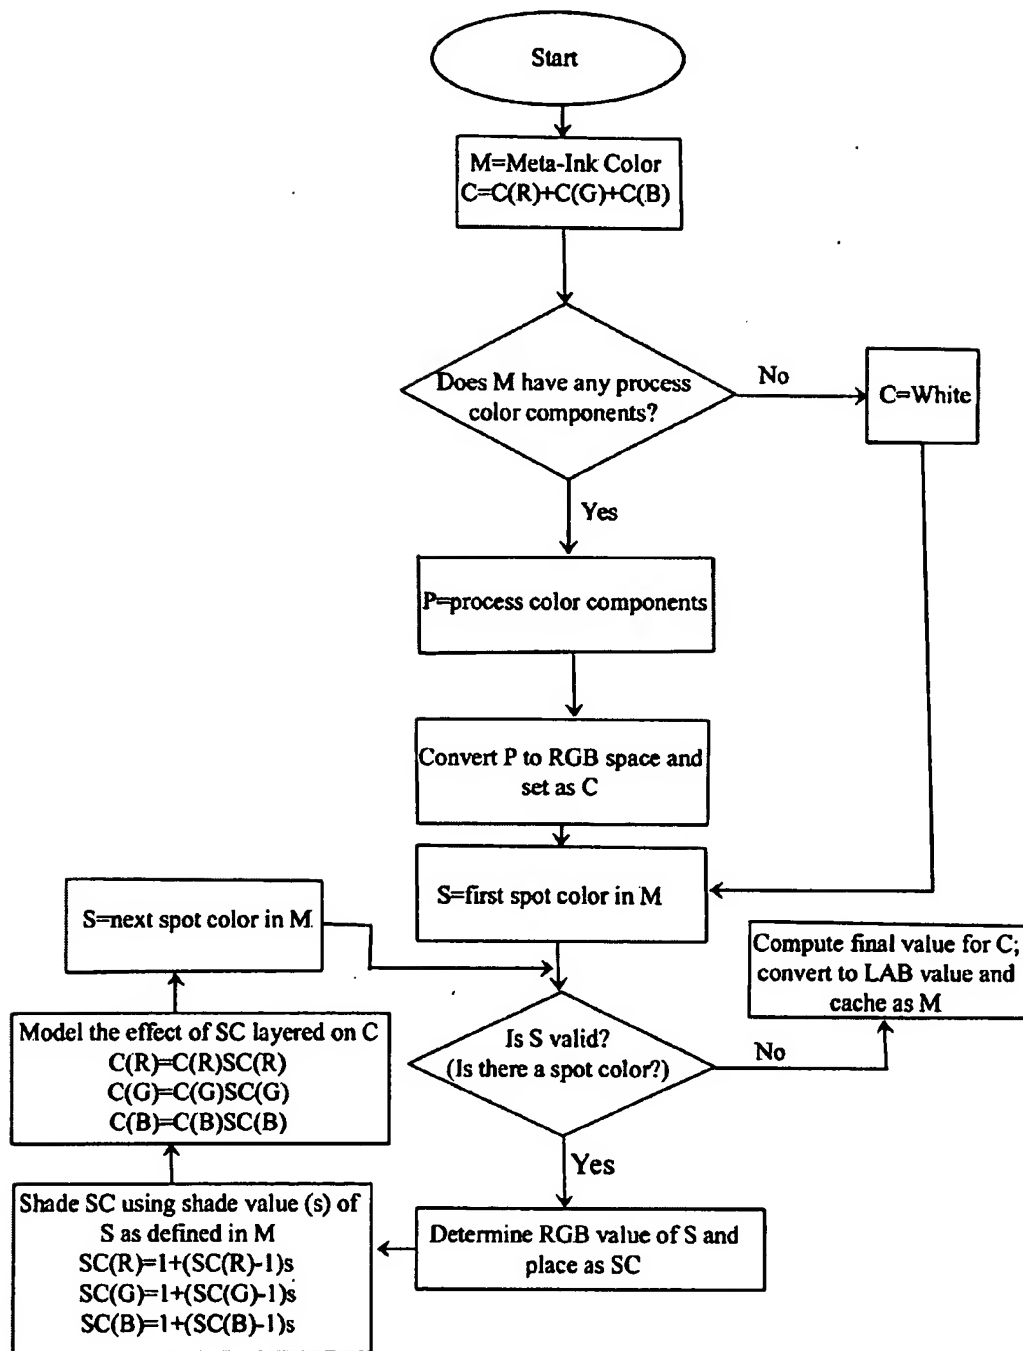 Start
M=Meta-Ink Color
C=C(R)+C(G)+C(B)
Does M have any process
color components?
No
C=White
Yes
P=process color components
Convert P to RGB space and
set as C
S=first spot color in M
S=next spot color in M
Compute final value for C;
convert to LAB value and
cache as M
Is S valid?
(Is there a spot color?)
No
Model the effect of SC layered on C
C(R)=C(R)SC(R)
C(G)=C(G)SC(G)
C(B)=C(B)SC(B)
Yes
Determine RGB value of S and
place as SC
Shade SC using shade value (s) of
S as defined in M
SC(R)=1+(SC(R)-1)s
SC(G)=1+(SC(G)-1)s
SC(B)=1+(SC(B)-1)s